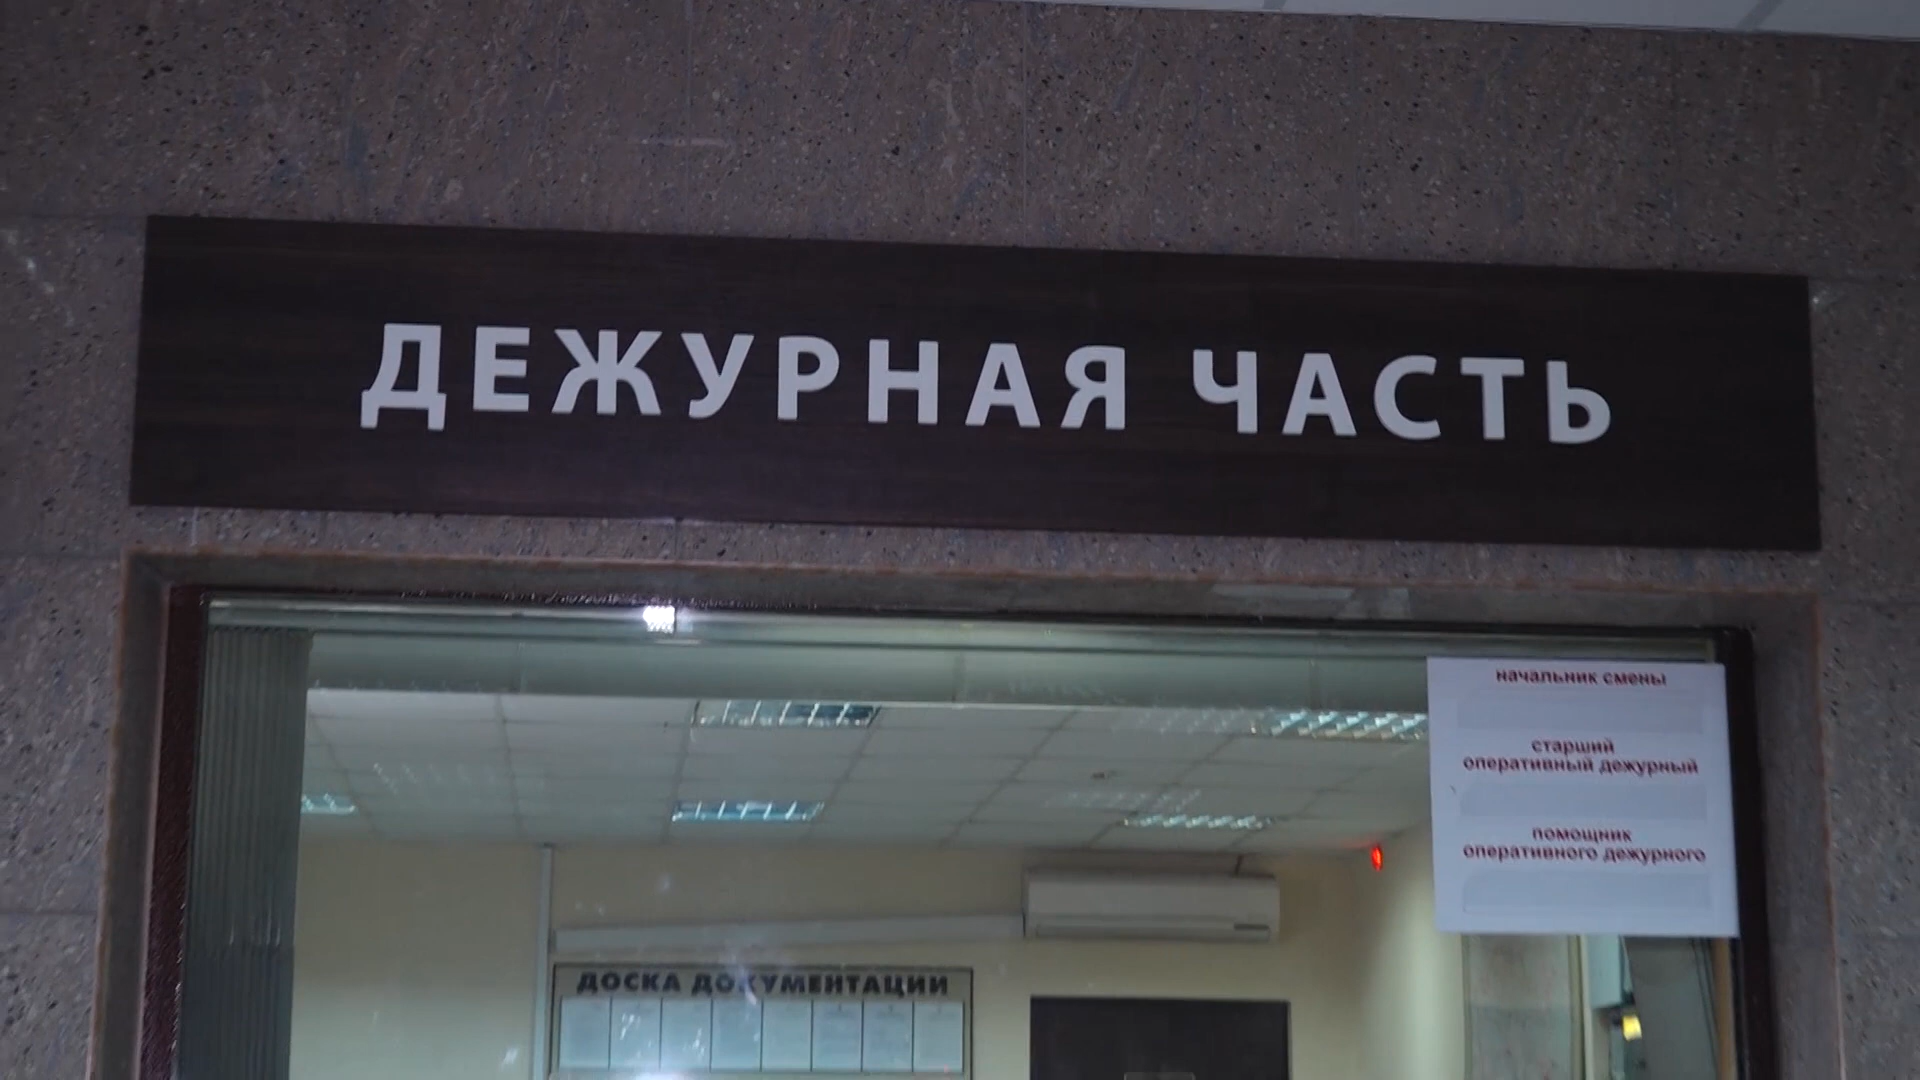 ДЕЖУРНАЯ ЧАСТЬ
начальник смены
старший
оперативный дежурный
помощник
оперативного дежурного
ДОСКА ДОКУМЕНТАЦИИ